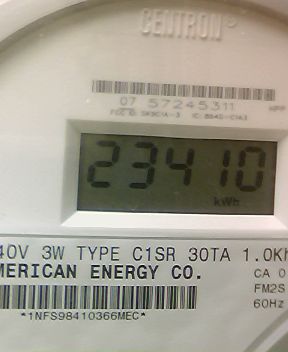 CENTRON®
07 57245311
23410
kWh
40V 3W TYPE C1SR 30TA 1.0Kh
MERICAN ENERGY CO.
CA 0
FM2S
60Hz
*1NFS98410366MEC*